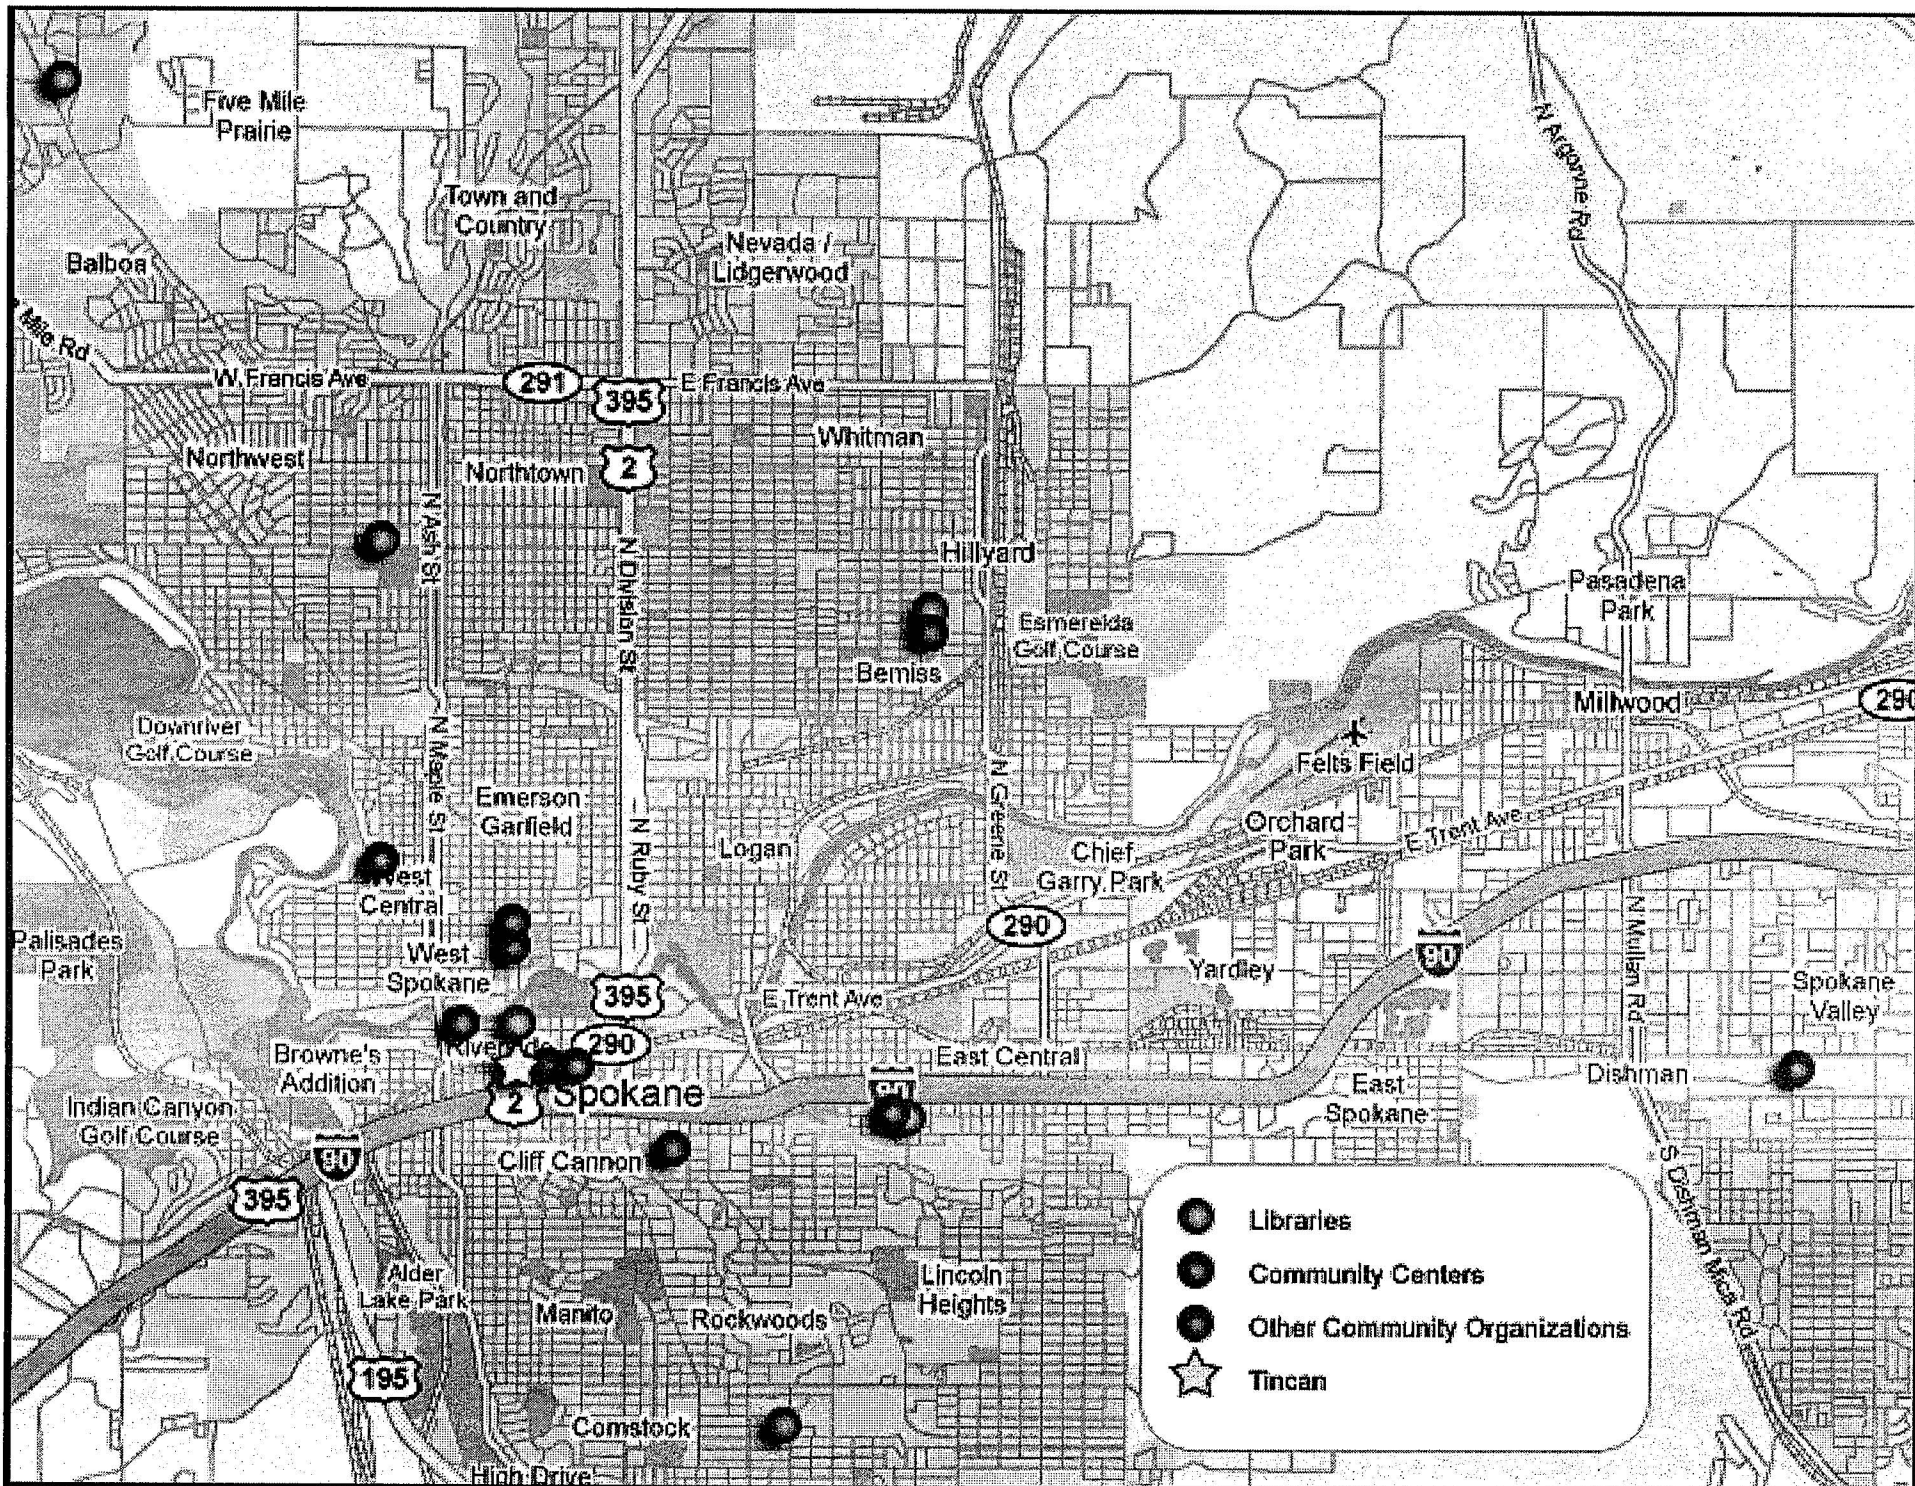 Five Mile
Prairie
Town and
Country
Nevada /
Lidgerwood
Balboa
N Argonne Rd
Mile Rd
W Francis Ave
291
395
E Francis Ave
Whitman
Northwest
Northtown
2
N Ash St
N Division St
Hillyard
Pasadena
Park
Esmerelda
Golf Course
Bemiss
Millwood
290
Downriver
Golf Course
N Maple St
Felts Field
N Greene St
Emerson
Garfield
N Ruby St
Logan
Orchard
Park
E Trent Ave
Chief
Garry Park
West
Central
290
Palisades
Park
West
Spokane
90
N Mullan Rd
Yardley
Spokane
Valley
395
E Trent Ave
Riverside
290
East Central
Browne's
Addition
Dishman
2
Spokane
90
East
Spokane
Indian Canyon
Golf Course
90
Cliff Cannon
395
S Dishman Mica Rd
Libraries
Community Centers
Other Community Organizations
Tincan
Alder
Lake Park
Manito
Rockwoods
Lincoln
Heights
195
Comstock
High Drive